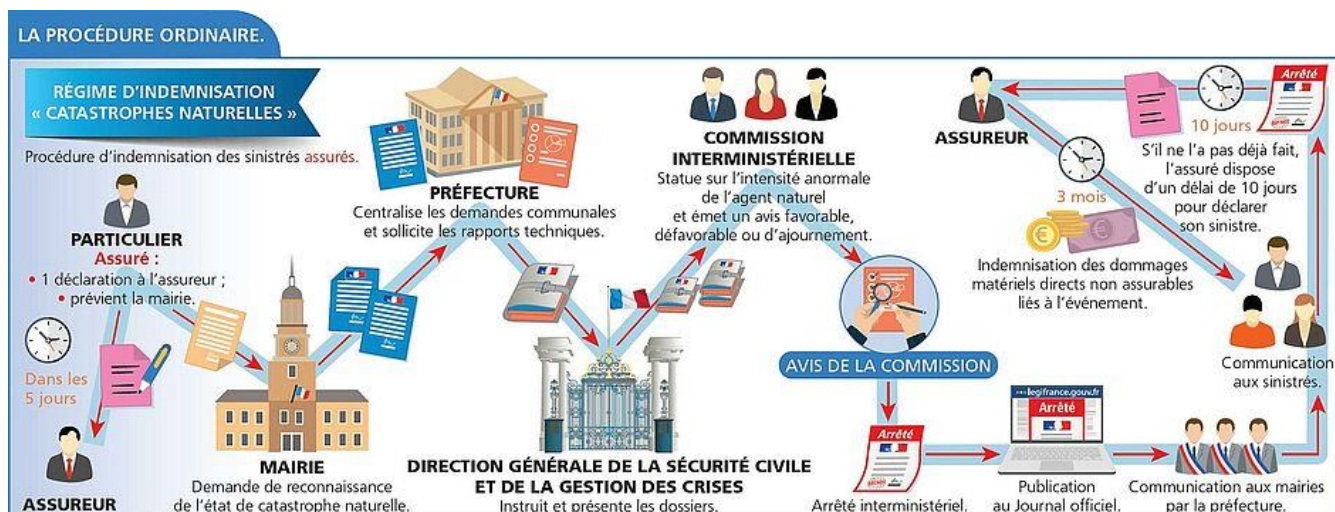 LA PROCÉDURE ORDINAIRE.
RÉGIME D'INDEMNISATION
« CATASTROPHES NATURELLES »
Procédure d'indemnisation des sinistrés assurés.
PARTICULIER
Assuré :
• 1 déclaration à l'assureur ;
• prévient la mairie.
Dans les
5 jours
ASSUREUR
MAIRIE
Demande de reconnaissance
de l'état de catastrophe naturelle.
PRÉFECTURE
Centralise les demandes communales
et sollicite les rapports techniques.
DIRECTION GÉNÉRALE DE LA SÉCURITÉ CIVILE
ET DE LA GESTION DES CRISES
Instruit et présente les dossiers.
COMMISSION
INTERMINISTÉRIELLE
Statue sur l'intensité anormale
de l'agent naturel
et émet un avis favorable,
défavorable ou d'ajournement.
AVIS DE LA COMMISSION
Arrêté
Arrêté interministériel.
legifrance.gouv.fr
Arrêté
Publication
au Journal officiel.
Communication aux mairies
par la préfecture.
Communication
aux sinistrés.
Arrêté
10 jours
S'il ne l'a pas déjà fait,
l'assuré dispose
d'un délai de 10 jours
pour déclarer
son sinistre.
ASSUREUR
3 mois
Indemnisation des dommages
matériels directs non assurables
liés à l'événement.